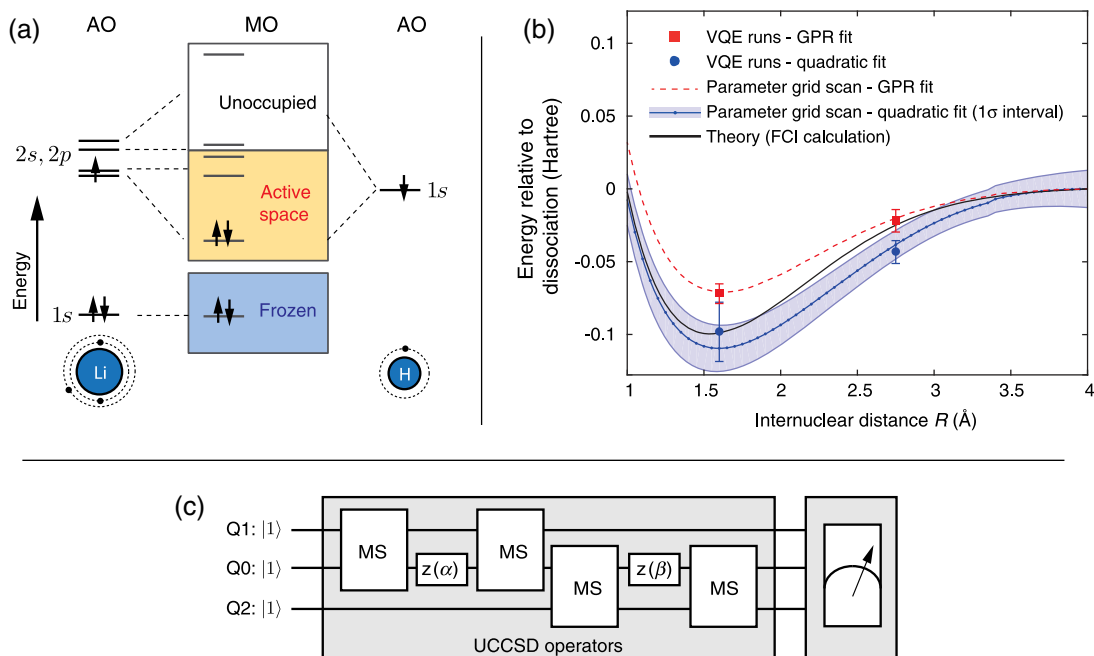 (a)
AO
MO
AO
Unoccupied
2s, 2p
Active
space
1s
Energy
1s
Frozen
Li
H
(b)
0.1
0.05
0
-0.05
-0.1
Energy relative to
dissociation (Hartree)
VQE runs - GPR fit
VQE runs - quadratic fit
Parameter grid scan - GPR fit
Parameter grid scan - quadratic fit (1σ interval)
Theory (FCI calculation)
1 1.5 2 2.5 3 3.5 4
Internuclear distance R (Å)
(c)
Q1: |1⟩
Q0: |1⟩
Q2: |1⟩
MS
z(α)
MS
MS
z(β)
MS
UCCSD operators